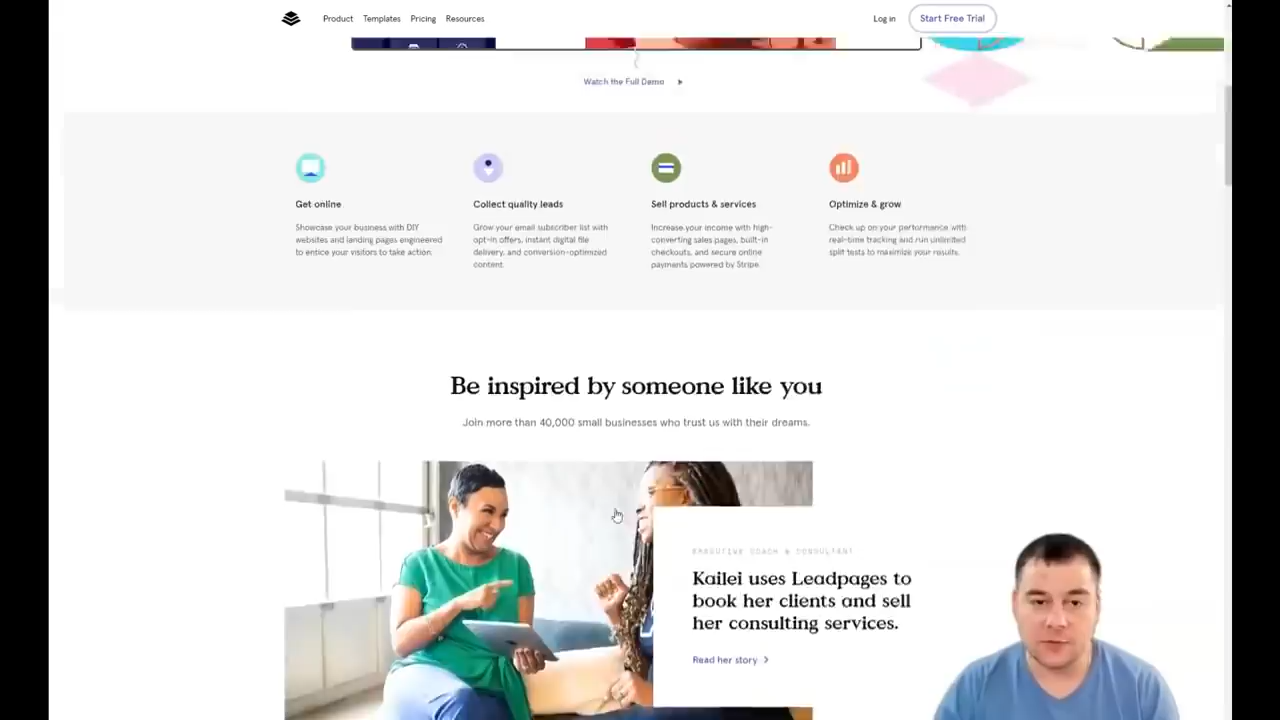 Product Templates Pricing Resources Log in Start Free Trial
Watch the Full Demo
Get online
Showcase your business with DIY
websites and landing pages engineered
to entice your visitors to take action.
Collect quality leads
Grow your email subscriber list with
opt-in offers, instant digital file
delivery, and conversion-optimized
content.
Sell products & services
Increase your income with high-
converting sales pages, built-in
checkouts, and secure online
payments powered by Stripe.
Optimize & grow
Check up on your performance with
real-time tracking and run unlimited
split tests to maximize your results.
Be inspired by someone like you
Join more than 40,000 small businesses who trust us with their dreams.
EXECUTIVE COACH & CONSULTANT
Kailei uses Leadpages to
book her clients and sell
her consulting services.
Read her story